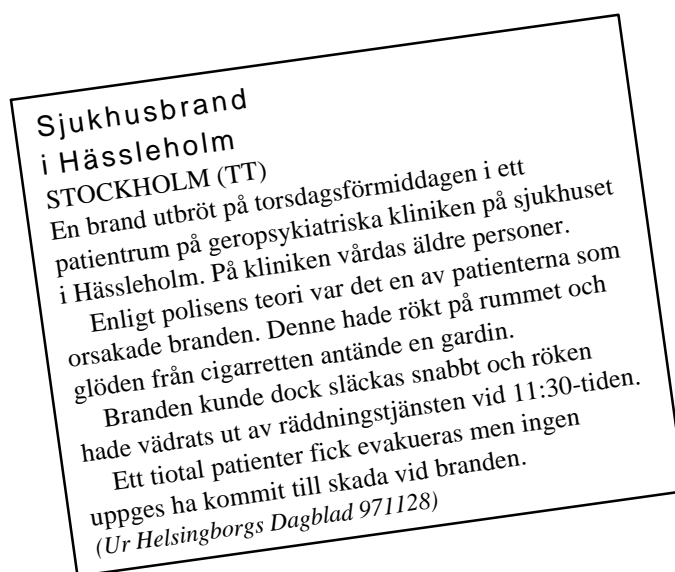 Sjukhusbrand
i Hässleholm
STOCKHOLM (TT)
En brand utbröt på torsdagsförmiddagen i ett
patientrum på geropsykiatriska kliniken på sjukhuset
i Hässleholm. På kliniken vårdas äldre personer.
Enligt polisens teori var det en av patienterna som
orsakade branden. Denne hade rökt på rummet och
glöden från cigarretten antände en gardin.
Branden kunde dock släckas snabbt och röken
hade vädrats ut av räddningstjänsten vid 11:30-tiden.
Ett tiotal patienter fick evakueras men ingen
uppges ha kommit till skada vid branden.
(Ur Helsingborgs Dagblad 971128)